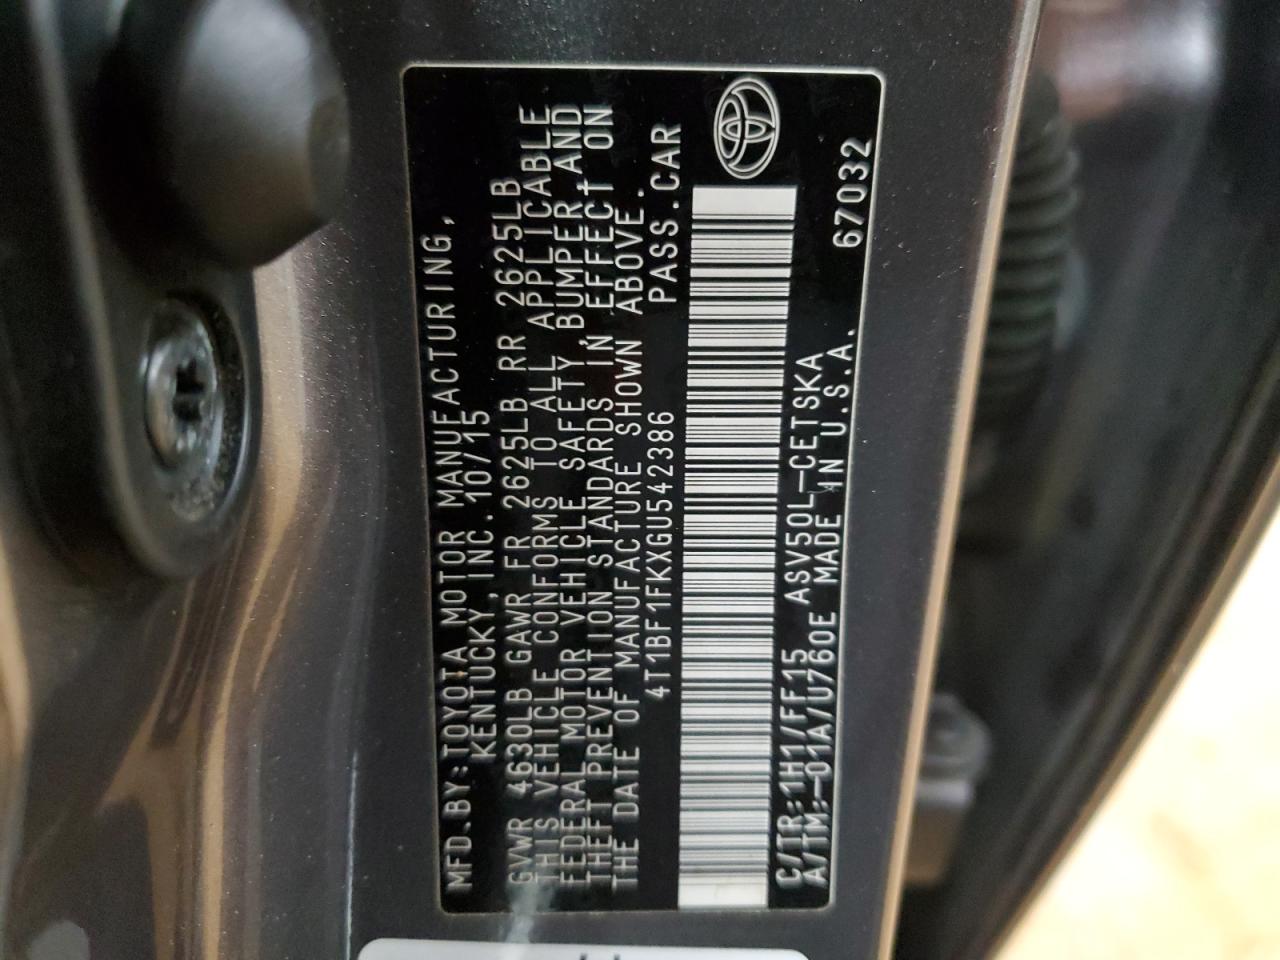 MFD.BY:TOYOTA MOTOR MANUFACTURING,
KENTUCKY, INC. 10/15
GVWR 4630LB GAWR FR 2625LB RR 2625LB
THIS VEHICLE CONFORMS TO ALL APPLICABLE
FEDERAL MOTOR VEHICLE SAFETY, BUMPER, AND
THEFT PREVENTION STANDARDS IN EFFECT ON
THE DATE OF MANUFACTURE SHOWN ABOVE.
4T1BF1FKXGU542386 PASS.CAR
C/TR:1H1/FF15 ASV50L-CETSKA
A/TM:-01A/U760E MADE IN U.S.A. 67032